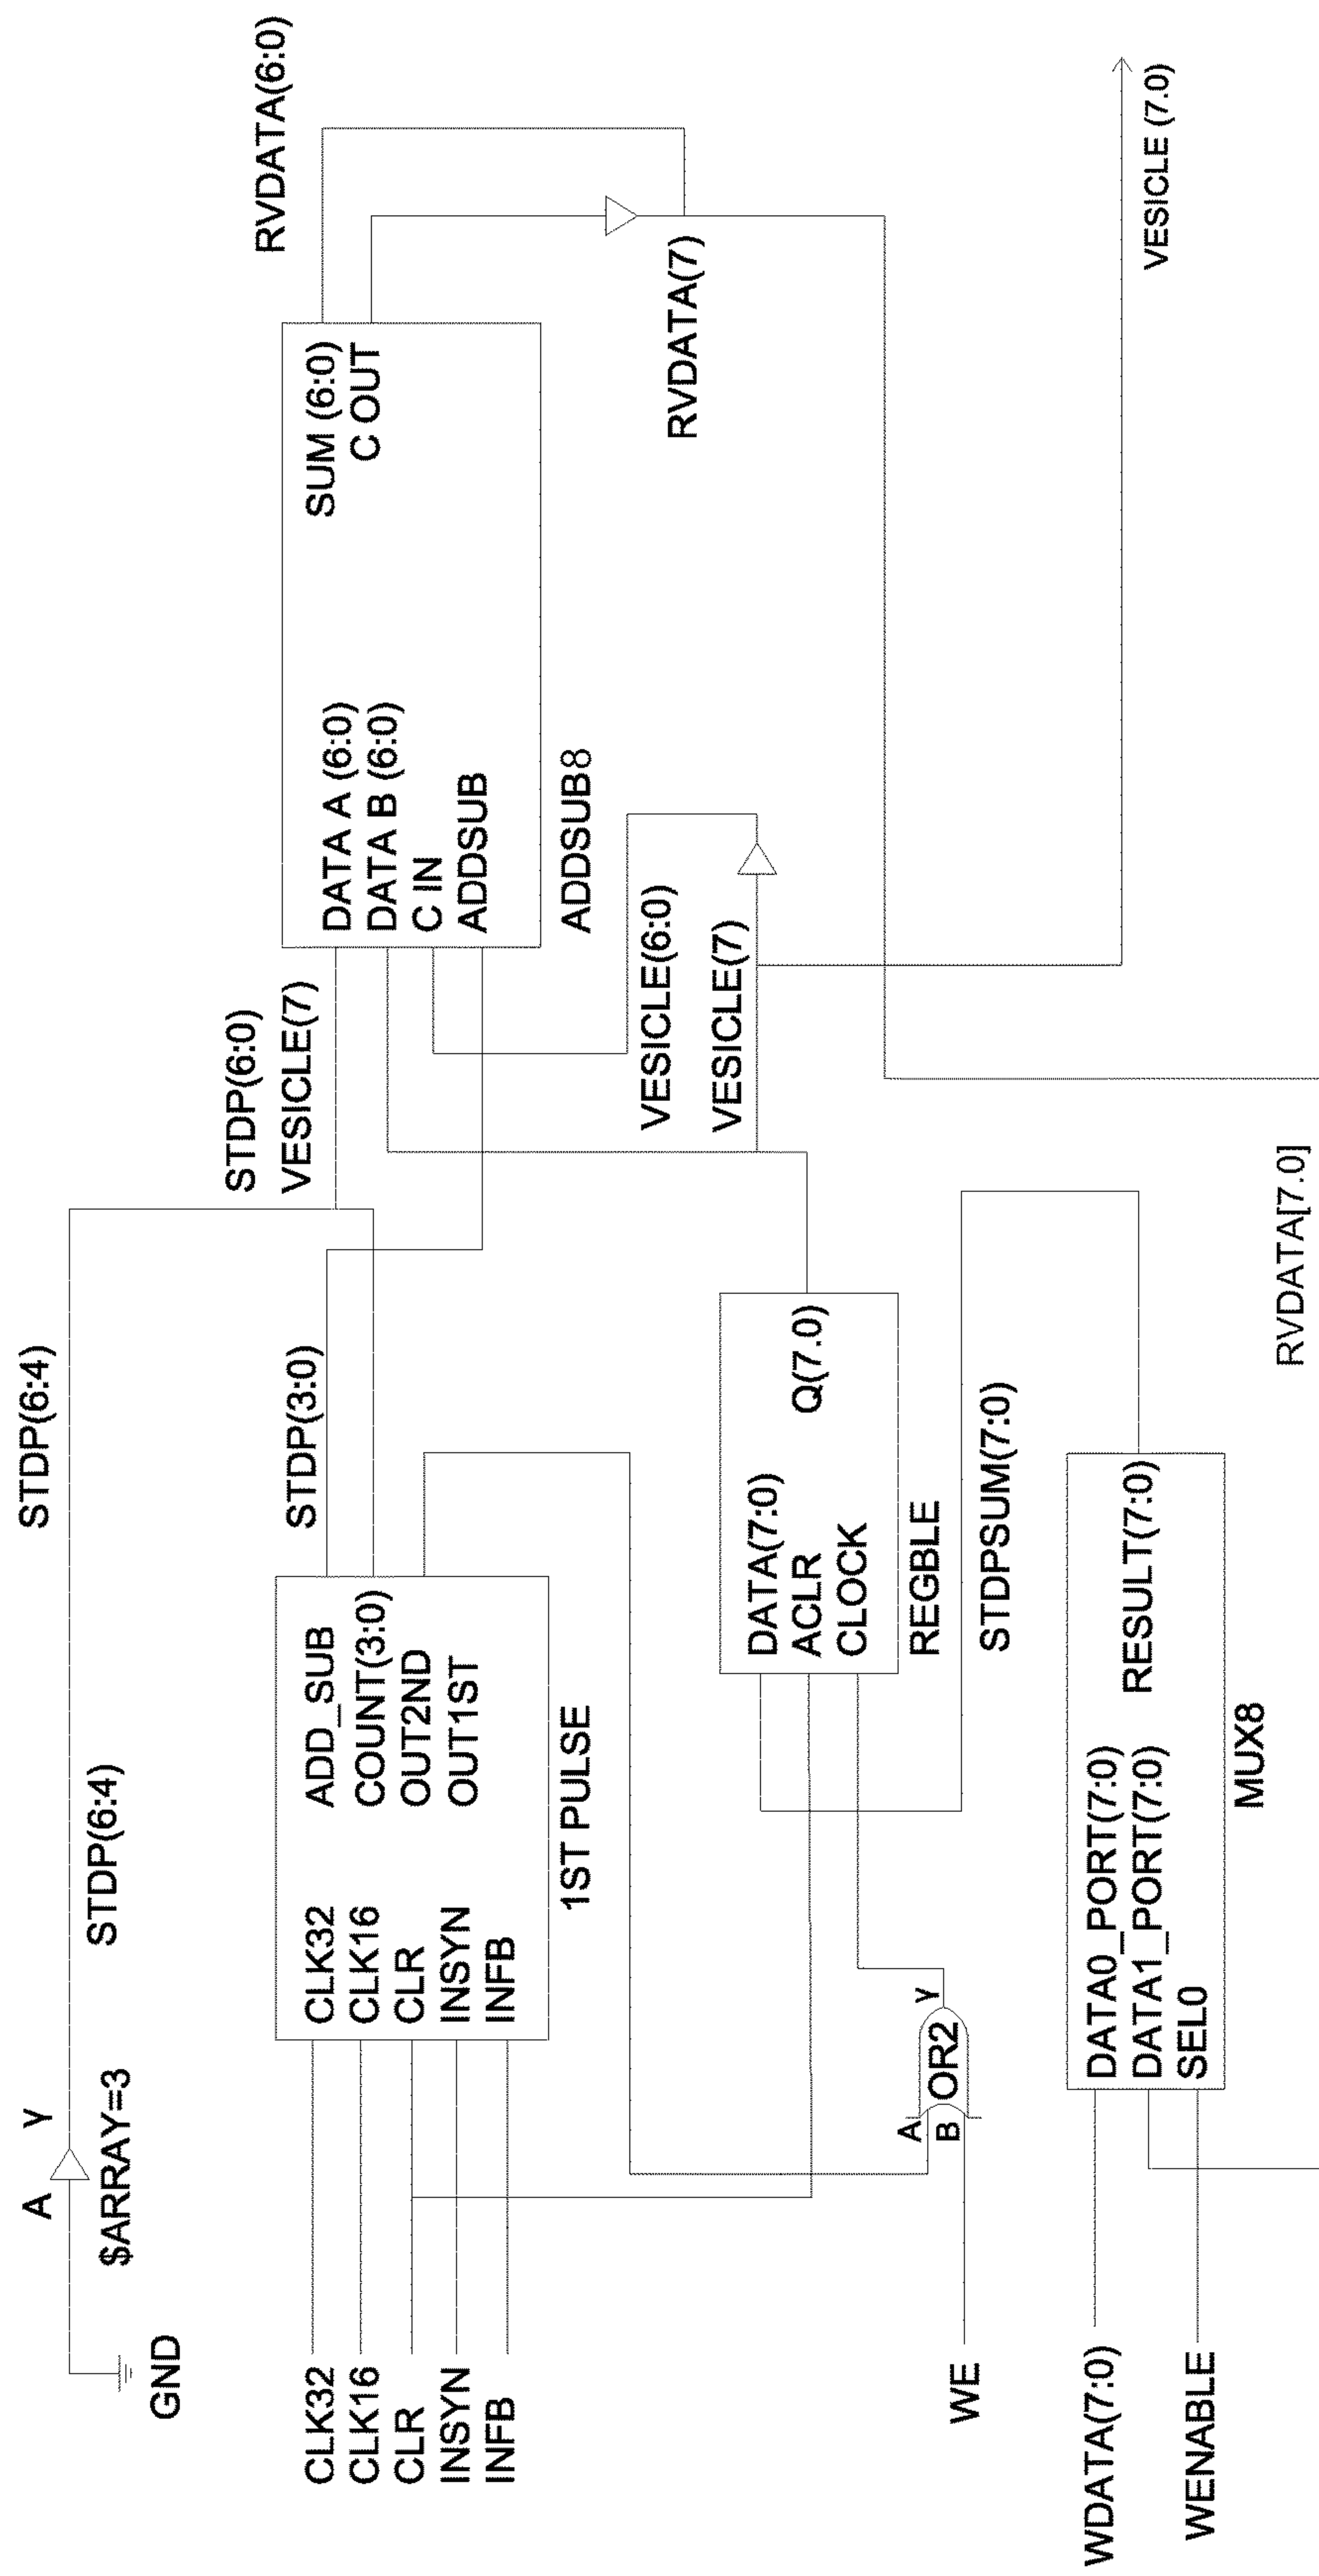 STDP(6:4)
A Y
STDP(6:4)
$ARRAY=3
GND
RVDATA(6:0)
STDP(6:0)
VESICLE(7)
STDP(3:0)
CLK32
CLK16
CLR
INSYN
INFB
CLK32
CLK16
CLR
INSYN
INFB
ADD_SUB
COUNT(3:0)
OUT2ND
OUT1ST
1ST PULSE
DATA A (6:0)
DATA B (6:0)
C IN
ADDSUB
SUM (6:0)
C OUT
ADDSUB8
VESICLE(6:0)
VESICLE(7)
RVDATA(7)
DATA(7:0)
ACLR
CLOCK
Q(7.0)
REGBLE
STDPSUM(7:0)
WE
A
B
OR2
Y
VESICLE (7.0)
WDATA(7:0)
WENABLE
DATA0_PORT(7:0)
DATA1_PORT(7:0)
SEL0
RESULT(7:0)
MUX8
RVDATA[7.0]